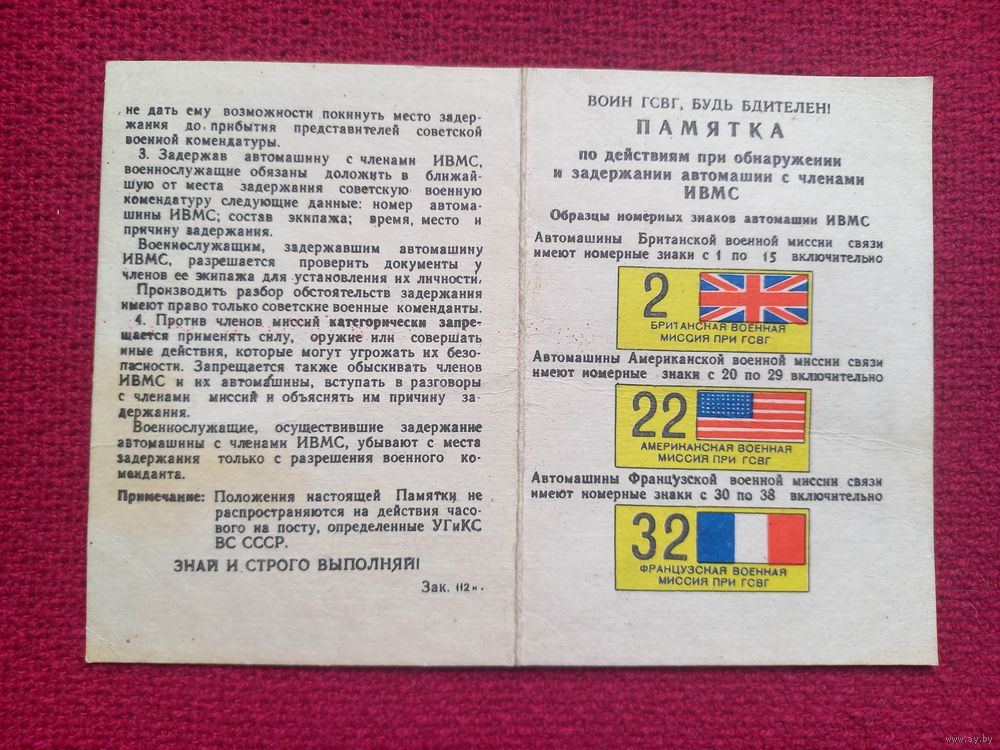 не дать ему возможности покинуть место задер-
жания до прибытия представителей советской
военной комендатуры.
3. Задержав автомашину с членами ИВМС,
военнослужащие обязаны доложить в ближай-
шую от места задержания советскую военную
комендатуру следующие данные: номер автома-
шины ИВМС; состав экипажа; время, место и
причину задержания.
Военнослужащим, задержавшим автомашину
ИВМС, разрешается проверить документы у
членов ее экипажа для установления их личности.
Производить разбор обстоятельств задержания
имеют право только советские военные коменданты.
4. Против членов миссий категорически запре-
щается применять силу, оружие или совершать
иные действия, которые могут угрожать их безо-
пасности. Запрещается также обыскивать членов
ИВМС и их автомашины, вступать в разговоры
с членами миссий и объяснять им причину за-
держания.
Военнослужащие, осуществившие задержание
автомашины с членами ИВМС, убывают с места
задержания только с разрешения военного ко-
менданта.
Примечание: Положения настоящей Памятки не
распространяются на действия часо-
вого на посту, определенные УГиКС
ВС СССР.
ЗНАЙ И СТРОГО ВЫПОЛНЯЙ!
Зак. 112н.
ВОИН ГСВГ, БУДЬ БДИТЕЛЕН!
ПАМЯТКА
по действиям при обнаружении
и задержании автомашин с членами
ИВМС
Образцы номерных знаков автомашин ИВМС
Автомашины Британской военной миссии связи
имеют номерные знаки с 1 по 15 включительно
2
БРИТАНСКАЯ ВОЕННАЯ
МИССИЯ ПРИ ГСВГ
Автомашины Американской военной миссии связи
имеют номерные знаки с 20 по 29 включительно
22
АМЕРИКАНСКАЯ ВОЕННАЯ
МИССИЯ ПРИ ГСВГ
Автомашины Французской военной миссии связи
имеют номерные знаки с 30 по 38 включительно
32
ФРАНЦУЗСКАЯ ВОЕННАЯ
МИССИЯ ПРИ ГСВГ
www.ay.by